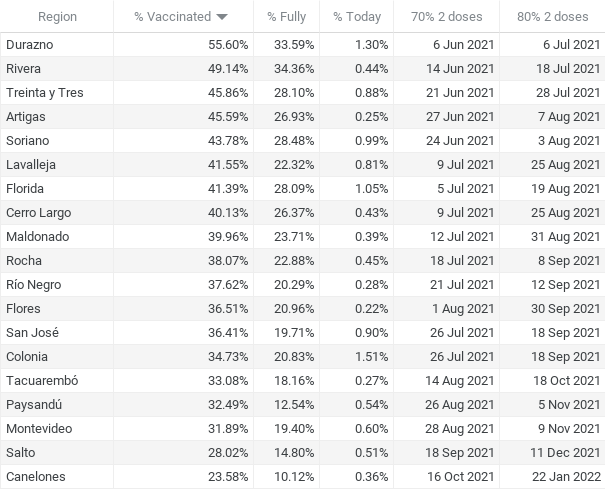 Region % Vaccinated % Fully % Today 70% 2 doses 80% 2 doses
Durazno 55.60% 33.59% 1.30% 6 Jun 2021 6 Jul 2021
Rivera 49.14% 34.36% 0.44% 14 Jun 2021 18 Jul 2021
Treinta y Tres 45.86% 28.10% 0.88% 21 Jun 2021 28 Jul 2021
Artigas 45.59% 26.93% 0.25% 27 Jun 2021 7 Aug 2021
Soriano 43.78% 28.48% 0.99% 24 Jun 2021 3 Aug 2021
Lavalleja 41.55% 22.32% 0.81% 9 Jul 2021 25 Aug 2021
Florida 41.39% 28.09% 1.05% 5 Jul 2021 19 Aug 2021
Cerro Largo 40.13% 26.37% 0.43% 9 Jul 2021 25 Aug 2021
Maldonado 39.96% 23.71% 0.39% 12 Jul 2021 31 Aug 2021
Rocha 38.07% 22.88% 0.45% 18 Jul 2021 8 Sep 2021
Río Negro 37.62% 20.29% 0.28% 21 Jul 2021 12 Sep 2021
Flores 36.51% 20.96% 0.22% 1 Aug 2021 30 Sep 2021
San José 36.41% 19.71% 0.90% 26 Jul 2021 18 Sep 2021
Colonia 34.73% 20.83% 1.51% 26 Jul 2021 18 Sep 2021
Tacuarembó 33.08% 18.16% 0.27% 14 Aug 2021 18 Oct 2021
Paysandú 32.49% 12.54% 0.54% 26 Aug 2021 5 Nov 2021
Montevideo 31.89% 19.40% 0.60% 28 Aug 2021 9 Nov 2021
Salto 28.02% 14.80% 0.51% 18 Sep 2021 11 Dec 2021
Canelones 23.58% 10.12% 0.36% 16 Oct 2021 22 Jan 2022